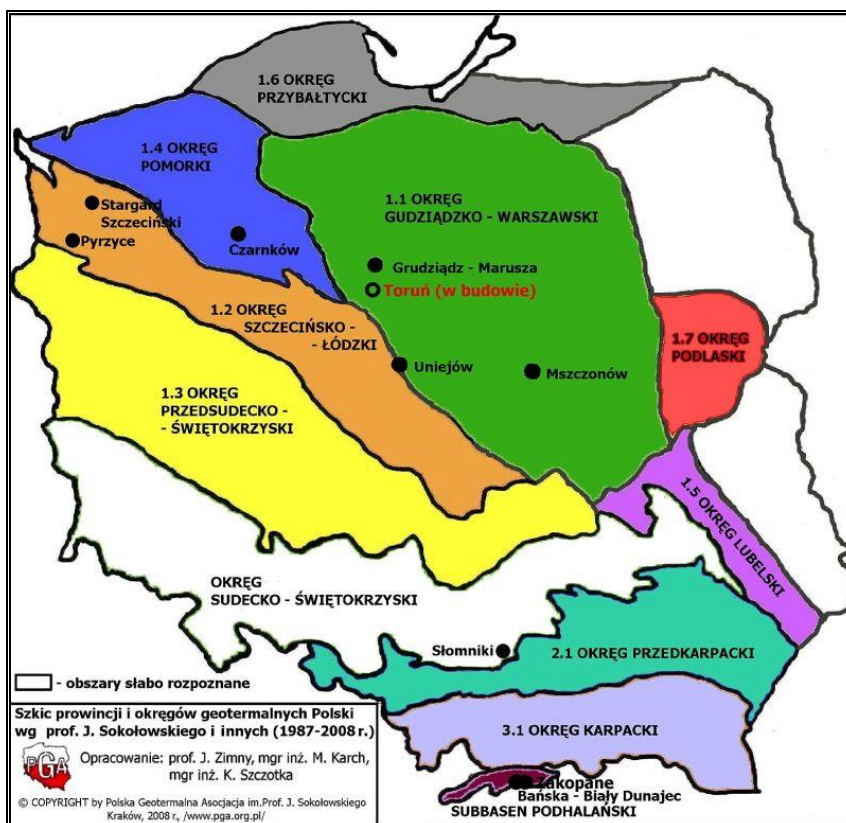 1.6 OKRĘG
PRZYBAŁTYCKI
1.4 OKRĘG
POMORKI
1.1 OKRĘG
GUDZIĄDZKO - WARSZAWSKI
Stargard
Szczeciński
Pyrzyce
Czarnków
Grudziądz - Marusza
Toruń (w budowie)
1.2 OKRĘG
SZCZECIŃSKO-
- ŁÓDZKI
1.7 OKRĘG
PODLASKI
Uniejów
Mszczonów
1.3 OKRĘG
PRZEDSUDECKO -
- ŚWIĘTOKRZYSKI
1.5 OKRĘG LUBELSKI
OKRĘG
SUDECKO - ŚWIĘTOKRZYSKI
Słomniki
2.1 OKRĘG PRZEDKARPACKI
- obszary słabo rozpoznane
3.1 OKRĘG KARPACKI
Zakopane
Bańska - Biały Dunajec
SUBBASEN PODHALAŃSKI
Szkic prowincji i okręgów geotermalnych Polski
wg prof. J. Sokołowskiego i innych (1987-2008 r.)
PGA
Opracowanie: prof. J. Zimny, mgr inż. M. Karch,
mgr inż. K. Szczotka
© COPYRIGHT by Polska Geotermalna Asocjacja im.Prof. J. Sokołowskiego
Kraków, 2008 r., /www.pga.org.pl/